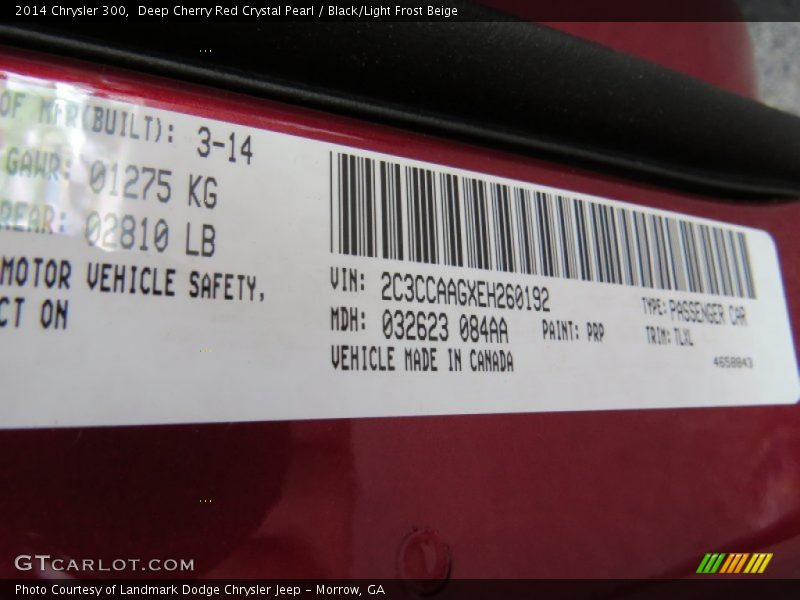 2014 Chrysler 300,  Deep Cherry Red Crystal Pearl / Black/Light Frost Beige
OF MFR(BUILT): 3-14
GAWR: 01275 KG
REAR: 02810 LB
MOTOR VEHICLE SAFETY,
CT ON
VIN: 2C3CCAAGXEH260192
TYPE: PASSENGER CAR
MDH: 032623 084AA
PAINT: PRP
TRIM: TLXL
VEHICLE MADE IN CANADA
4658843
GTCARLOT.COM
Photo Courtesy of Landmark Dodge Chrysler Jeep - Morrow, GA